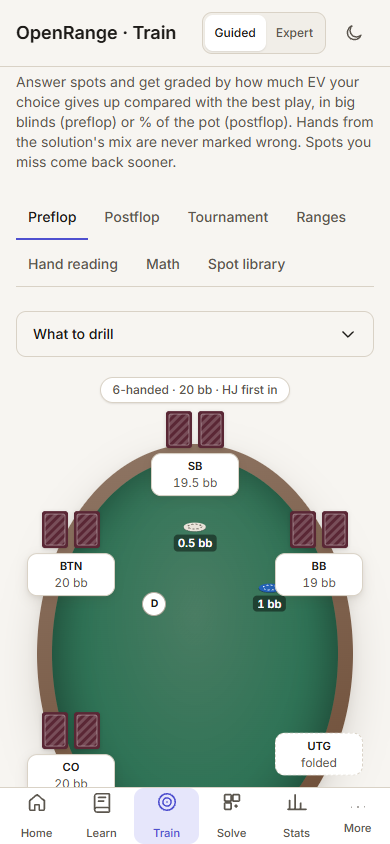 OpenRange · Train
Guided
Expert
Answer spots and get graded by how much EV your
choice gives up compared with the best play, in big
blinds (preflop) or % of the pot (postflop). Hands from
the solution's mix are never marked wrong. Spots you
miss come back sooner.
Preflop
Postflop
Tournament
Ranges
Hand reading
Math
Spot library
What to drill
6-handed · 20 bb · HJ first in
SB
19.5 bb
0.5 bb
BTN
20 bb
BB
19 bb
D
1 bb
UTG
folded
CO
20 bb
Home
Learn
Train
Solve
Stats
More